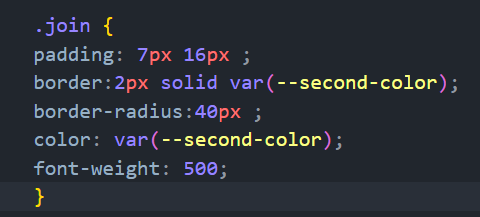 .join {
padding: 7px 16px ;
border:2px solid var(--second-color);
border-radius:40px ;
color: var(--second-color);
font-weight: 500;
}